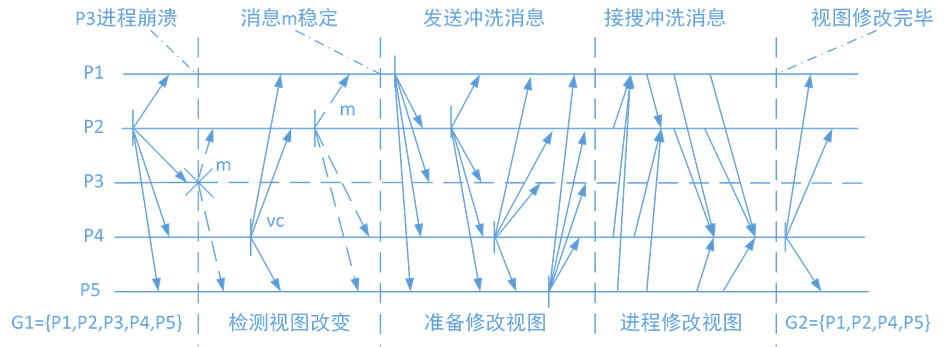 P3进程崩溃
消息m稳定
发送冲洗消息
接搜冲洗消息
视图修改完毕
P1
m
P2
m
P3
vc
P4
P5
G1={P1,P2,P3,P4,P5}
检测视图改变
准备修改视图
进程修改视图
G2={P1,P2,P4,P5}